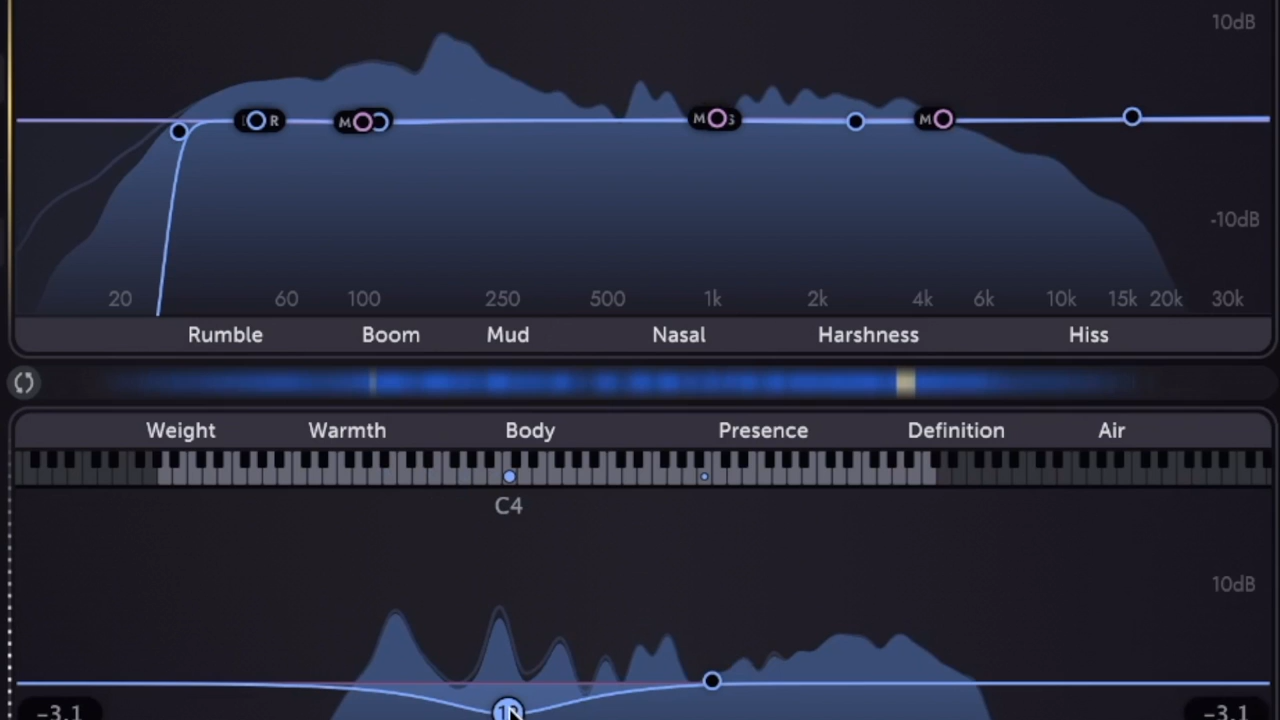 10dB
R M M M
-10dB
20 60 100 250 500 1k 2k 4k 6k 10k 15k 20k 30k
Rumble Boom Mud Nasal Harshness Hiss
Weight Warmth Body Presence Definition Air
C4
10dB
-3.1 -3.1